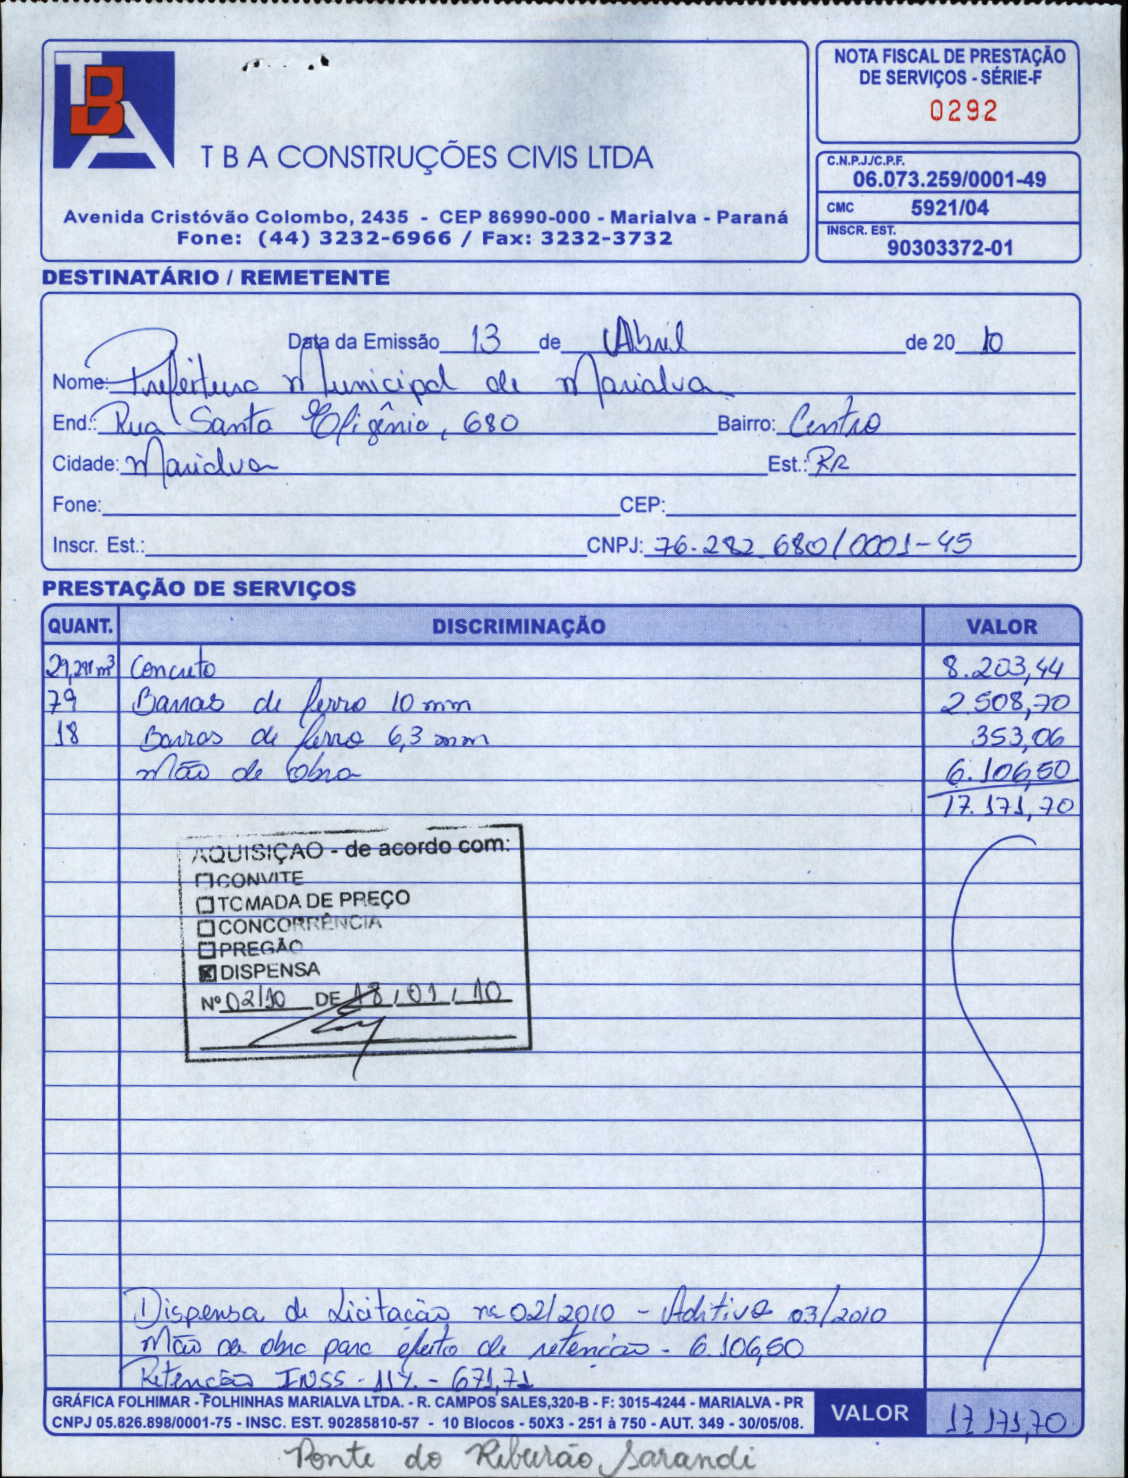 TBA
NOTA FISCAL DE PRESTAÇÃO
DE SERVIÇOS - SÉRIE-F
0292
T B A CONSTRUÇÕES CIVIS LTDA
C.N.P.J./C.P.F.
06.073.259/0001-49
CMC 5921/04
INSCR. EST.
90303372-01
Avenida Cristóvão Colombo, 2435 - CEP 86990-000 - Marialva - Paraná
Fone: (44) 3232-6966 / Fax: 3232-3732
DESTINATÁRIO / REMETENTE
Data da Emissão 13 de Abril de 20 10
Nome: Prefeitura Municipal de Marialva
End.: Rua Santa Efigênia, 680 Bairro: Centro
Cidade: Marialva Est.: PR
Fone: CEP:
Inscr. Est.: CNPJ: 76.282.680/0001-45
PRESTAÇÃO DE SERVIÇOS
QUANT. DISCRIMINAÇÃO VALOR
Concreto 8.203,44
79 Barras de ferro 10 mm 2.508,70
18 Barras de ferro 6,3 mm 353,06
Mão de obra 6.106,50
17.171,70
AQUISIÇAO - de acordo com:
CONVITE
TOMADA DE PREÇO
CONCORRÊNCIA
PREGÃO
DISPENSA
Nº 02/10 DE 18/01/10
Dispensa de Licitação nº 02/2010 - Aditivo 03/2010
Mão de obra para efeito de retenção - 6.106,50
Retenção INSS - 11% - 671,71
GRÁFICA FOLHIMAR - FOLHINHAS MARIALVA LTDA. - R. CAMPOS SALES,320-B - F: 3015-4244 - MARIALVA - PR
CNPJ 05.826.898/0001-75 - INSC. EST. 90285810-57 - 10 Blocos - 50X3 - 251 à 750 - AUT. 349 - 30/05/08.
VALOR 17.171,70
Ponte do Ribeirão Sarandi